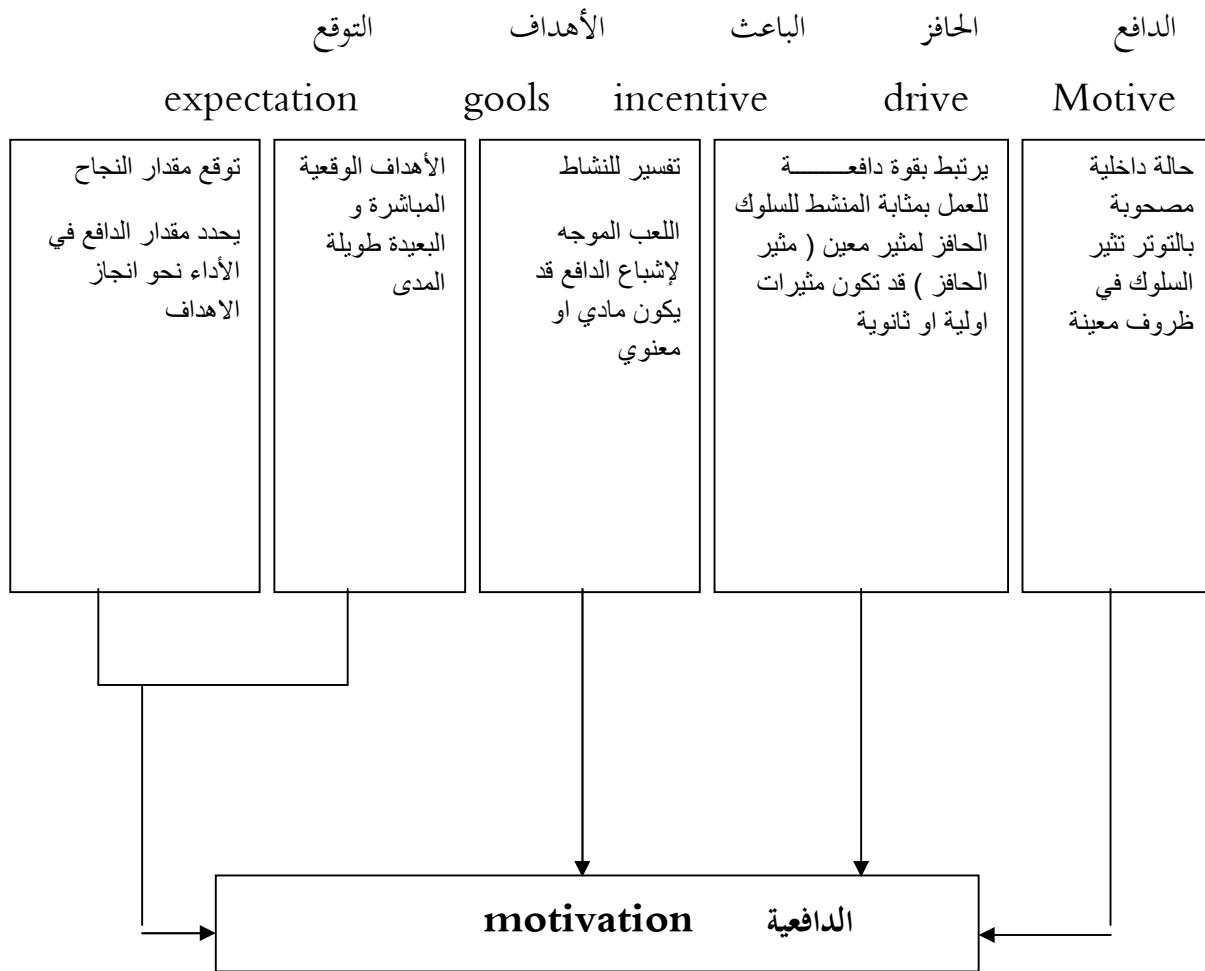 الدافع الحافز الباعث الأهداف التوقع
expectation gools incentive drive Motive
حالة داخلية
مصحوبة
بالتوتر تثير
السلوك في
ظروف معينة
يرتبط بقوة دافعـــــــة
للعمل بمثابة المنشط للسلوك
الحافز لمثير معين ( مثير
الحافز ) قد تكون مثيرات
اولية او ثانوية
تفسير للنشاط
اللعب الموجه
لإشباع الدافع قد
يكون مادي او
معنوي
الأهداف الوقعية
المباشرة و
البعيدة طويلة
المدى
توقع مقدار النجاح
يحدد مقدار الدافع في
الأداء نحو انجاز
الاهداف
الدافعية motivation